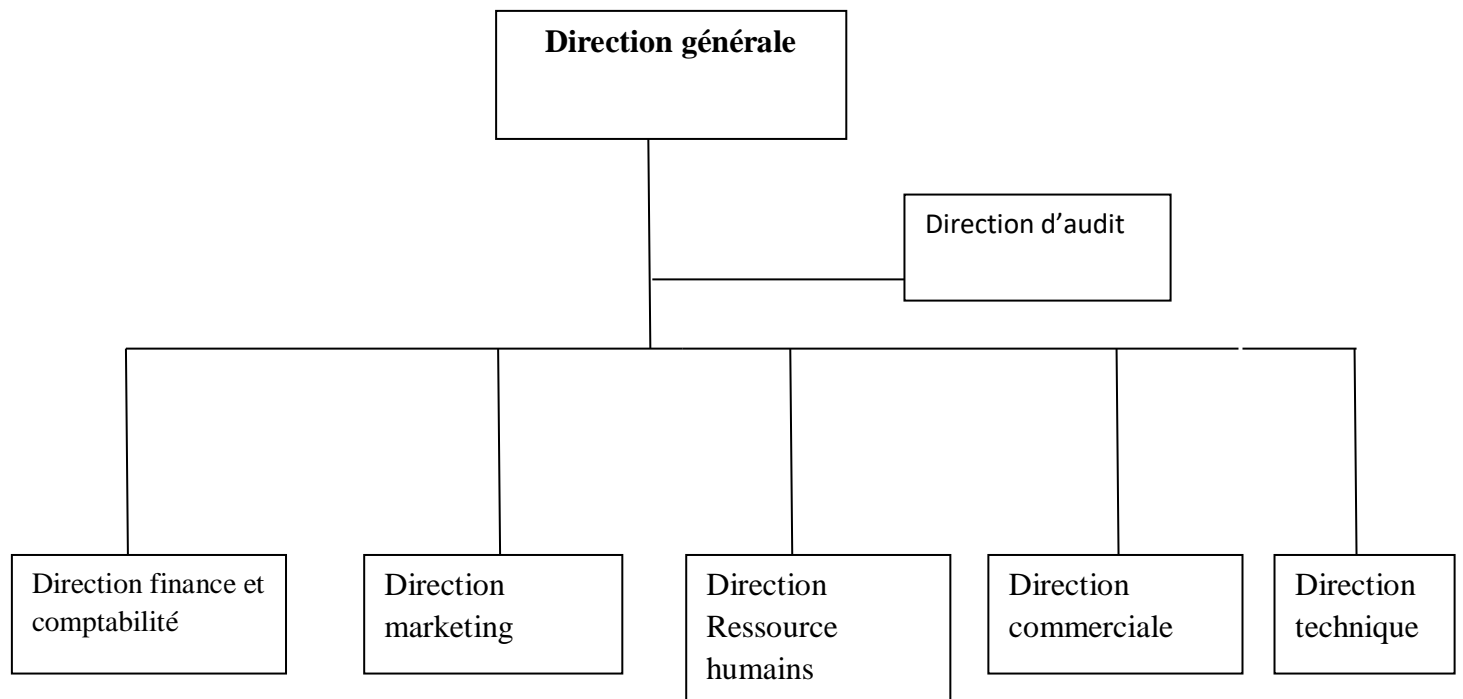 Direction générale
Direction d’audit
Direction finance et
comptabilité
Direction
marketing
Direction
Ressource
humains
Direction
commerciale
Direction
technique